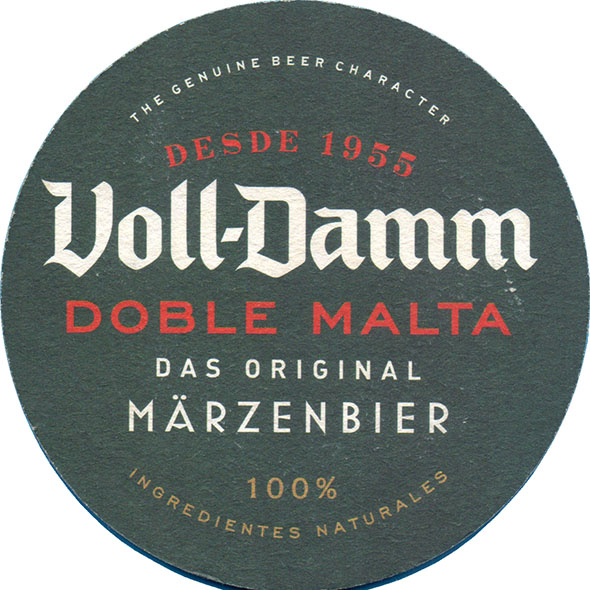 THE GENUINE BEER CHARACTER
DESDE 1955
Voll-Damm
DOBLE MALTA
DAS ORIGINAL
MÄRZENBIER
100%
INGREDIENTES NATURALES